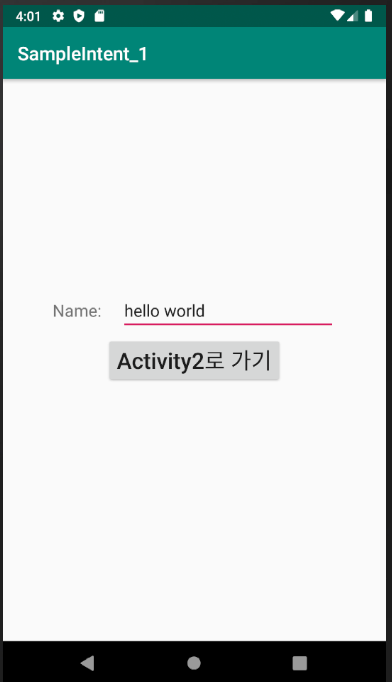 4:01
SampleIntent_1
Name: hello world
Activity2로 가기